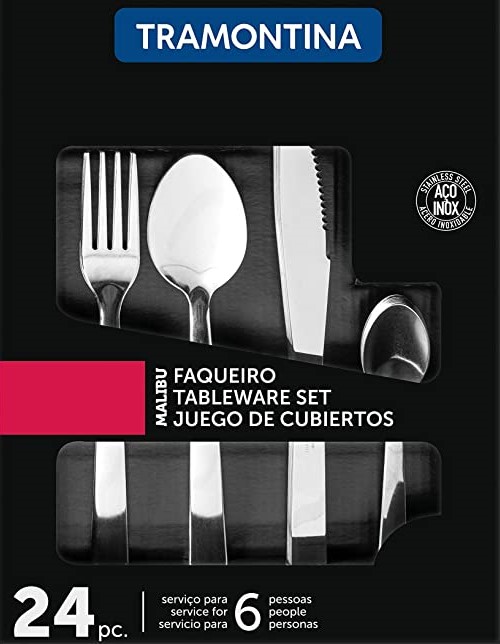 TRAMONTINA
STAINLESS STEEL
AÇO
INOX
ACERO INOXIDABLE
MALIBU
FAQUEIRO
TABLEWARE SET
JUEGO DE CUBIERTOS
24 pc.
serviço para
service for
servicio para
6
pessoas
people
personas